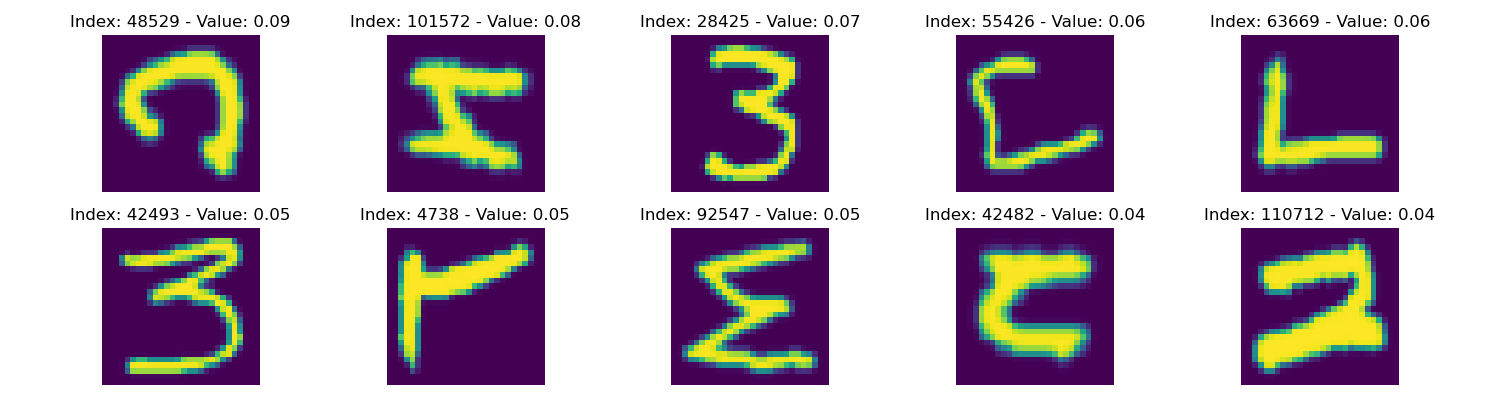 Index: 48529 - Value: 0.09 Index: 101572 - Value: 0.08 Index: 28425 - Value: 0.07 Index: 55426 - Value: 0.06 Index: 63669 - Value: 0.06
3 L
Index: 42493 - Value: 0.05 Index: 4738 - Value: 0.05 Index: 92547 - Value: 0.05 Index: 42482 - Value: 0.04 Index: 110712 - Value: 0.04
3